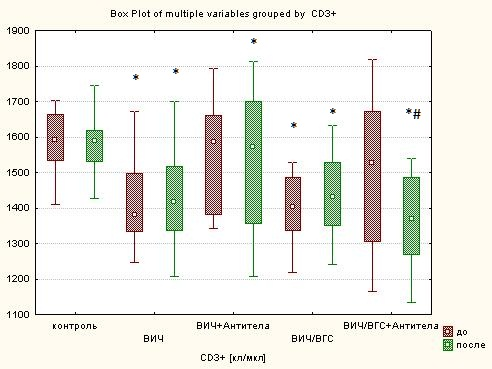 Box Plot of multiple variables grouped by CD3+
1900
1800
1700
1600
1500
1400
1300
1200
1100
*
*
*
*
*
*#
контроль
ВИЧ
ВИЧ+Антитела
ВИЧ/ВГС
ВИЧ/ВГС+Антитела
CD3+ [кл/мкл]
до
после